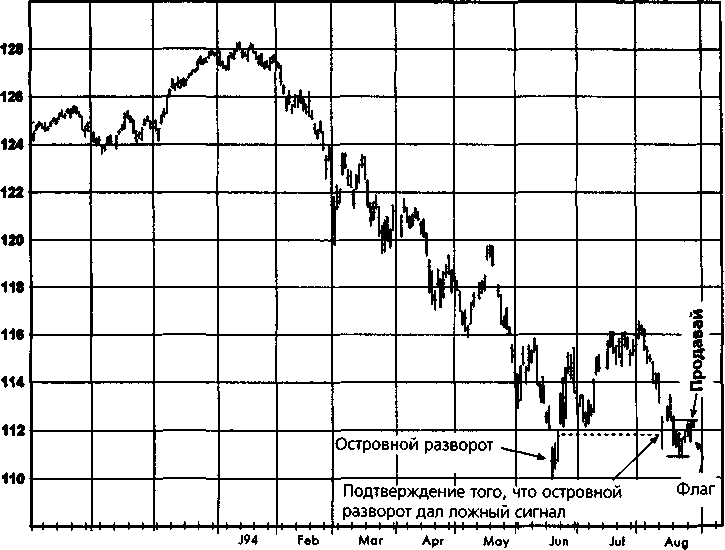 128
126
124
122
120
118
116
114
112
110
Продавай
Островной разворот
Флаг
Подтверждение того, что островной
разворот дал ложный сигнал
J94 Feb Mar Apr May Jun Jul Aug